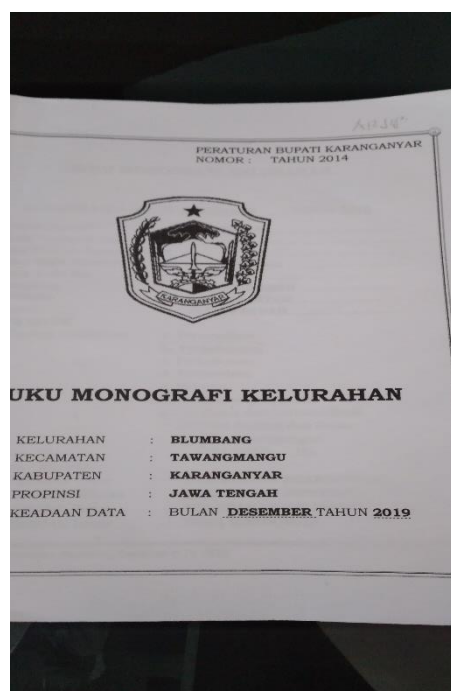 PERATURAN BUPATI KARANGANYAR
NOMOR : TAHUN 2014
KARANGANYAR
UKU MONOGRAFI KELURAHAN
KELURAHAN : BLUMBANG
KECAMATAN : TAWANGMANGU
KABUPATEN : KARANGANYAR
PROPINSI : JAWA TENGAH
KEADAAN DATA : BULAN DESEMBER TAHUN 2019